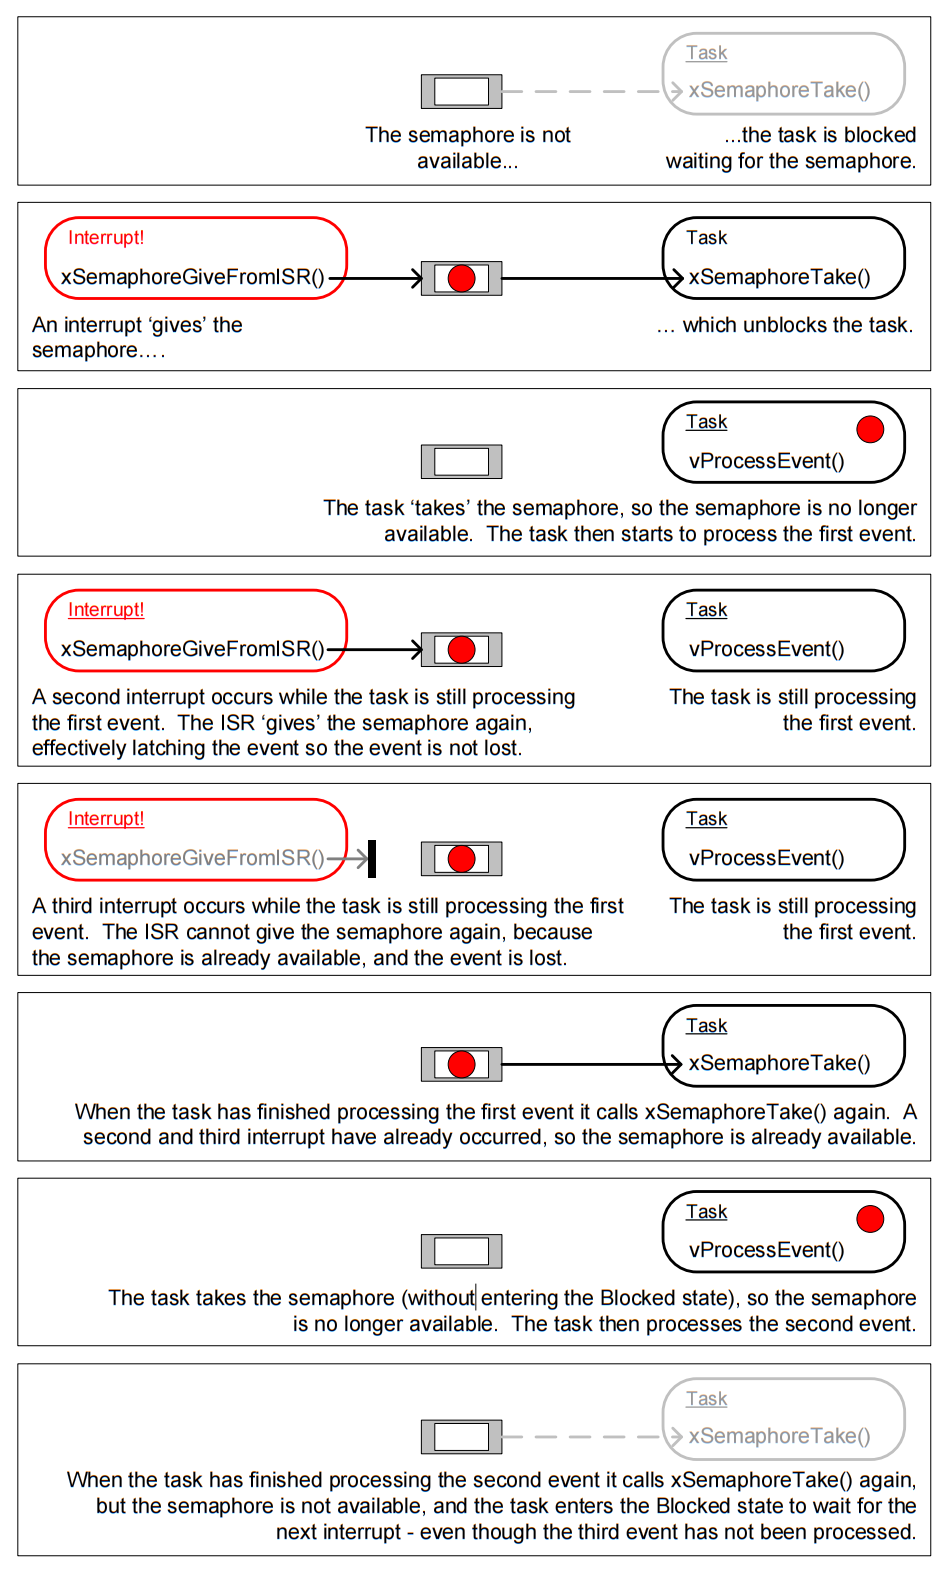 Task
xSemaphoreTake()
The semaphore is not
available...
...the task is blocked
waiting for the semaphore.
Interrupt!
xSemaphoreGiveFromISR()
Task
xSemaphoreTake()
An interrupt ‘gives’ the
semaphore....
... which unblocks the task.
Task
vProcessEvent()
The task ‘takes’ the semaphore, so the semaphore is no longer
available.  The task then starts to process the first event.
Interrupt!
xSemaphoreGiveFromISR()
Task
vProcessEvent()
A second interrupt occurs while the task is still processing
the first event.  The ISR ‘gives’ the semaphore again,
effectively latching the event so the event is not lost.
The task is still processing
the first event.
Interrupt!
xSemaphoreGiveFromISR()
Task
vProcessEvent()
A third interrupt occurs while the task is still processing the first
event.  The ISR cannot give the semaphore again, because
the semaphore is already available, and the event is lost.
The task is still processing
the first event.
Task
xSemaphoreTake()
When the task has finished processing the first event it calls xSemaphoreTake() again.  A
second and third interrupt have already occurred, so the semaphore is already available.
Task
vProcessEvent()
The task takes the semaphore (without entering the Blocked state), so the semaphore
is no longer available.  The task then processes the second event.
Task
xSemaphoreTake()
When the task has finished processing the second event it calls xSemaphoreTake() again,
but the semaphore is not available, and the task enters the Blocked state to wait for the
next interrupt - even though the third event has not been processed.